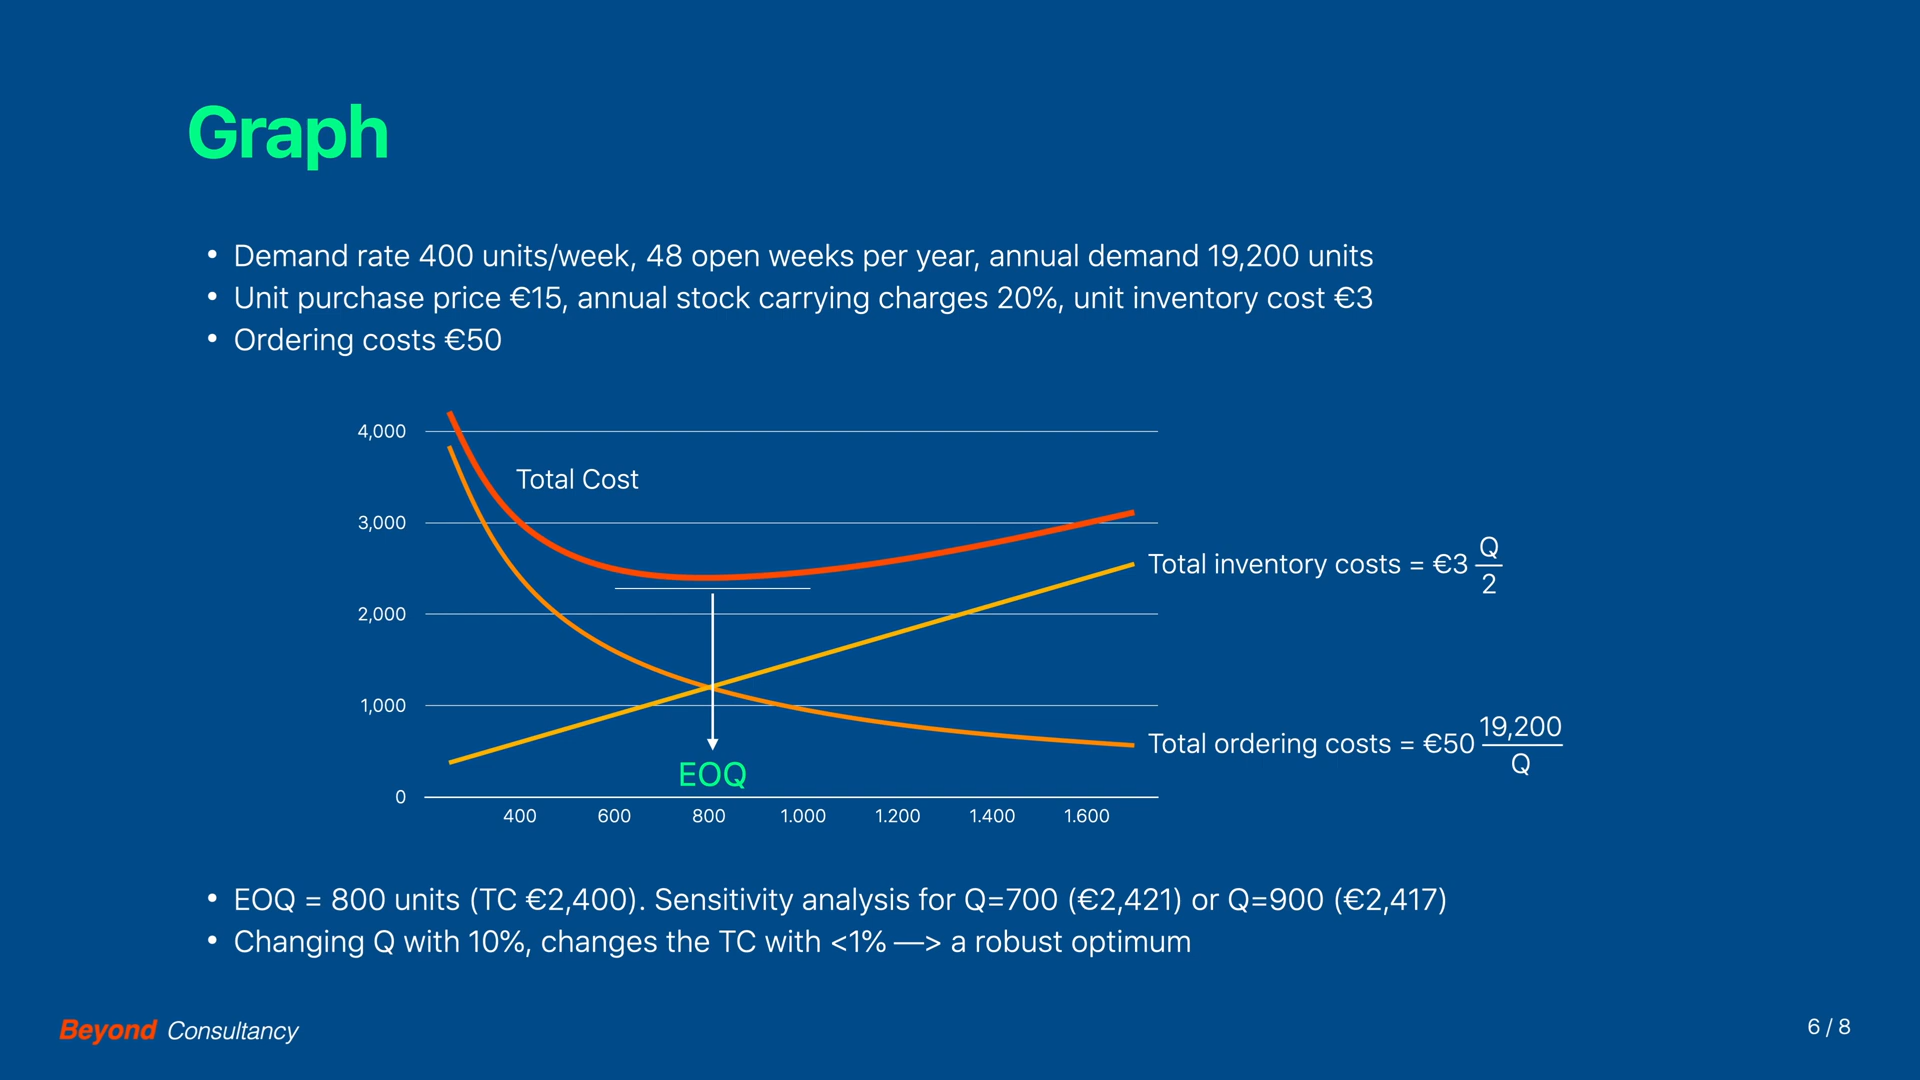 Graph
• Demand rate 400 units/week, 48 open weeks per year, annual demand 19,200 units
• Unit purchase price €15, annual stock carrying charges 20%, unit inventory cost €3
• Ordering costs €50
4,000
Total Cost
3,000
Total inventory costs = €3 Q/2
2,000
1,000
Total ordering costs = €50 19,200/Q
EOQ
0
400 600 800 1.000 1.200 1.400 1.600
• EOQ = 800 units (TC €2,400). Sensitivity analysis for Q=700 (€2,421) or Q=900 (€2,417)
• Changing Q with 10%, changes the TC with <1% —> a robust optimum
Beyond Consultancy
6 / 8